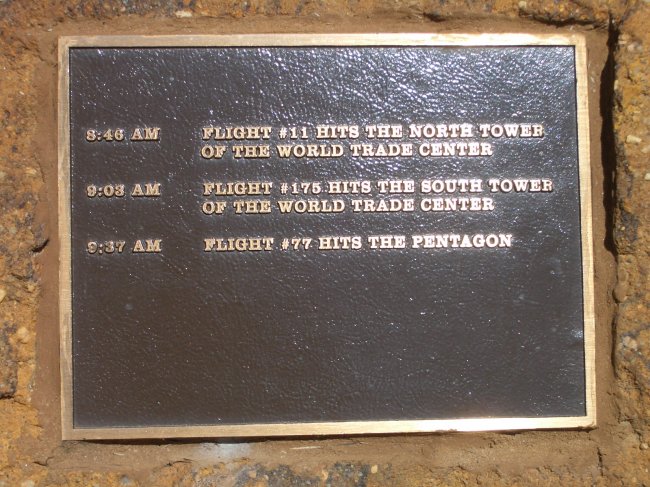 8:46 AM FLIGHT #11 HITS THE NORTH TOWER
OF THE WORLD TRADE CENTER
9:03 AM FLIGHT #175 HITS THE SOUTH TOWER
OF THE WORLD TRADE CENTER
9:37 AM FLIGHT #77 HITS THE PENTAGON